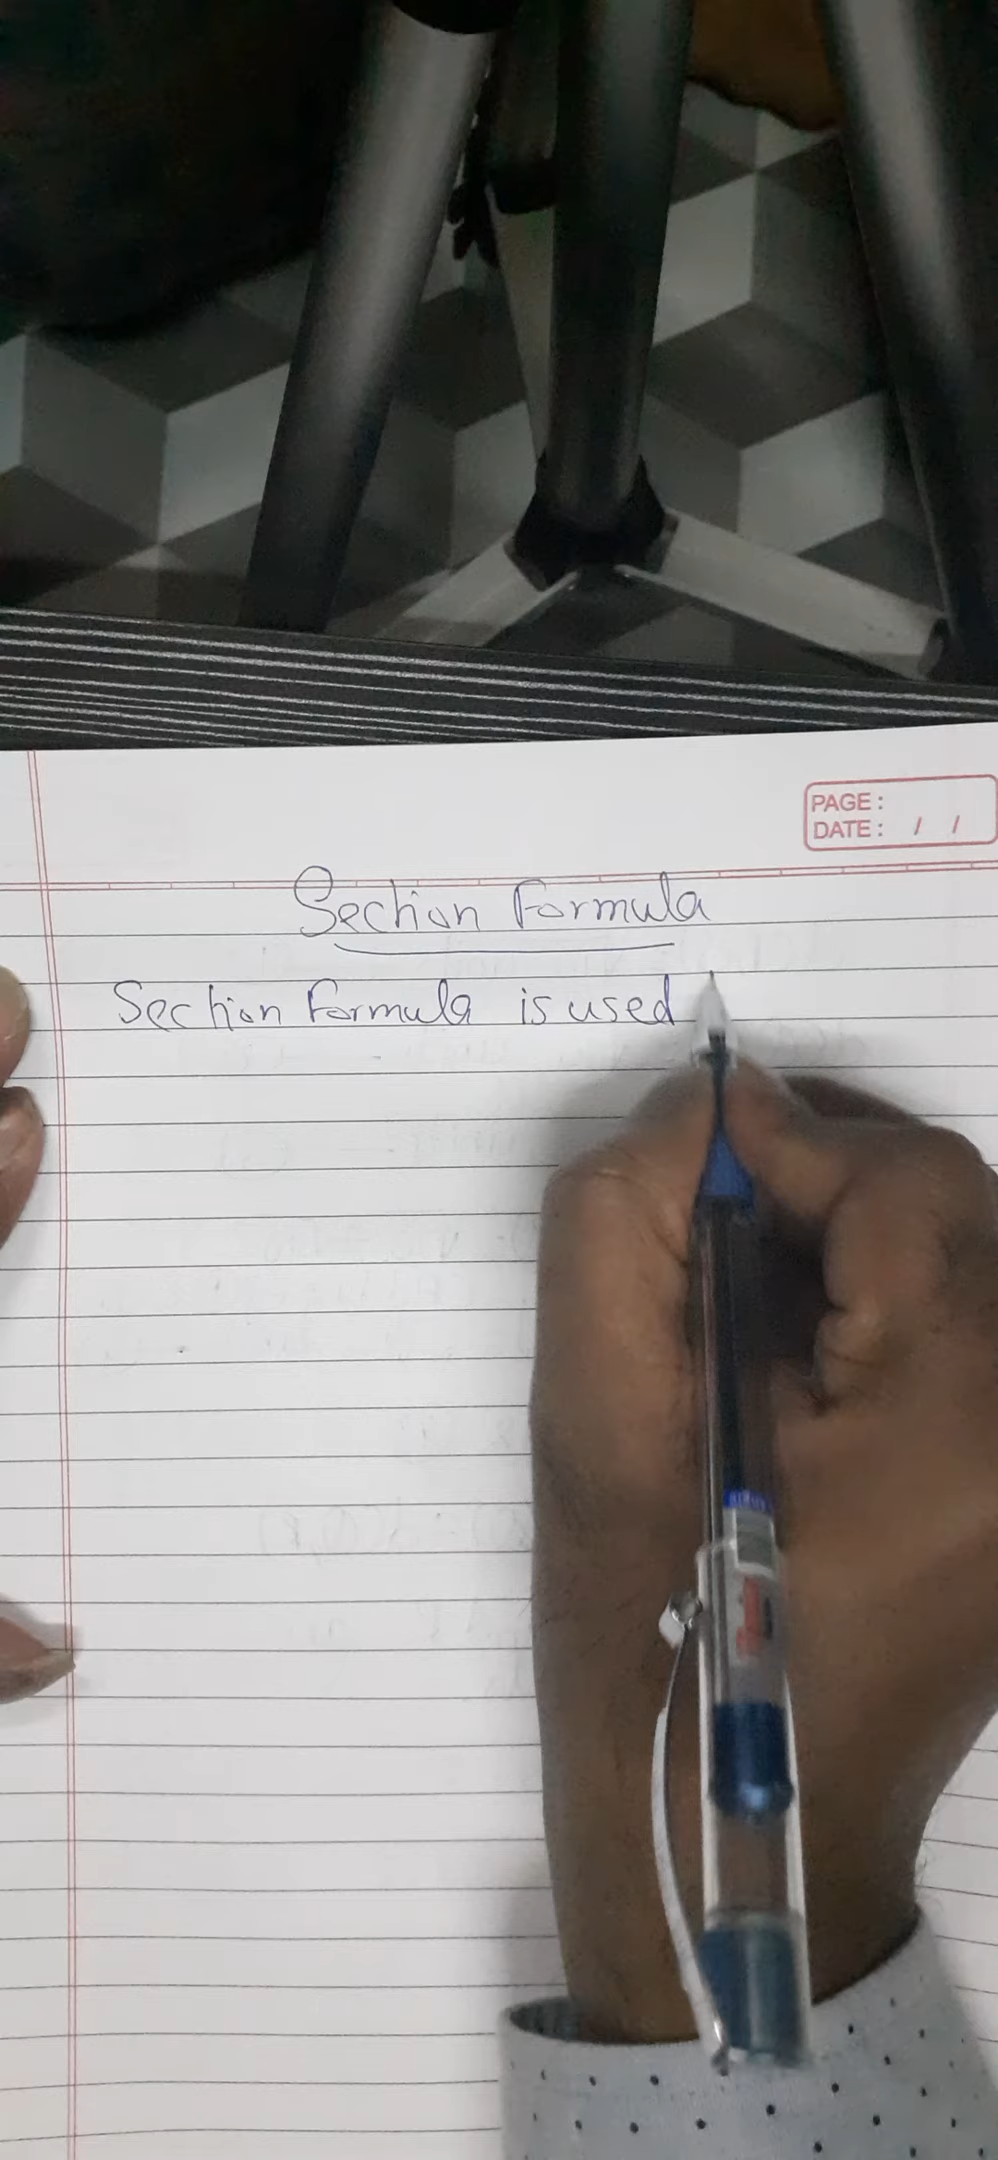 PAGE :
DATE : / /
Section Formula
Section Formula is used